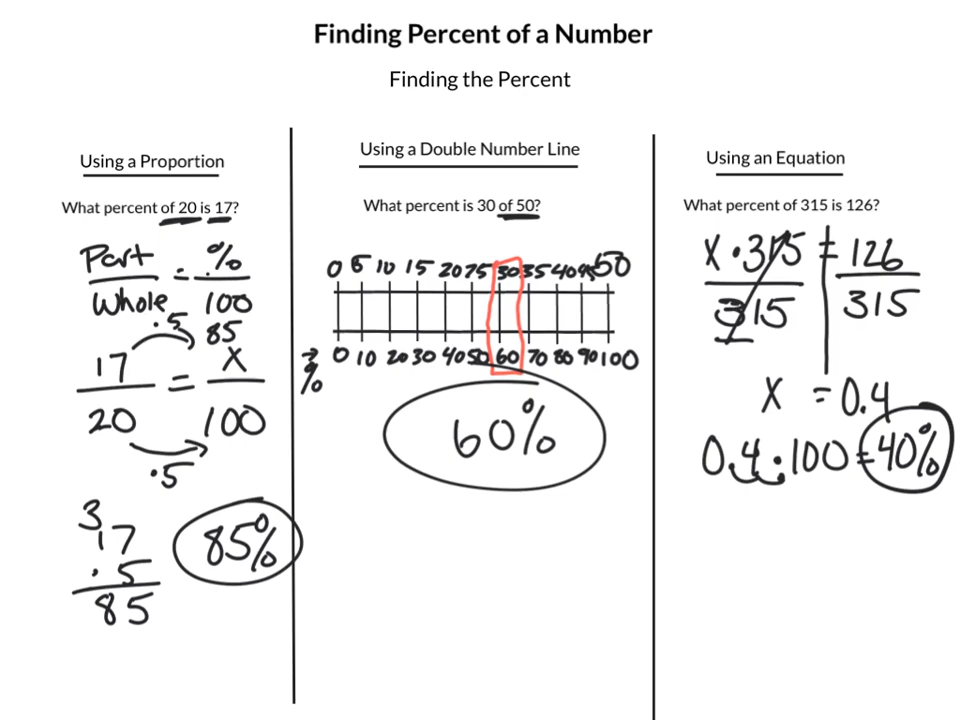 Finding Percent of a Number
Finding the Percent
Using a Proportion
What percent of 20 is 17?
Part = %
Whole 100
.5 85
17 = X
20 100
.5
3
17
. 5
85
85%
Using a Double Number Line
What percent is 30 of 50?
0 5 10 15 20 25 30 35 40 45 50
% 0 10 20 30 40 50 60 70 80 90 100
60%
Using an Equation
What percent of 315 is 126?
X • 315 = 126
315 315
X = 0.4
0.4 • 100 = 40%